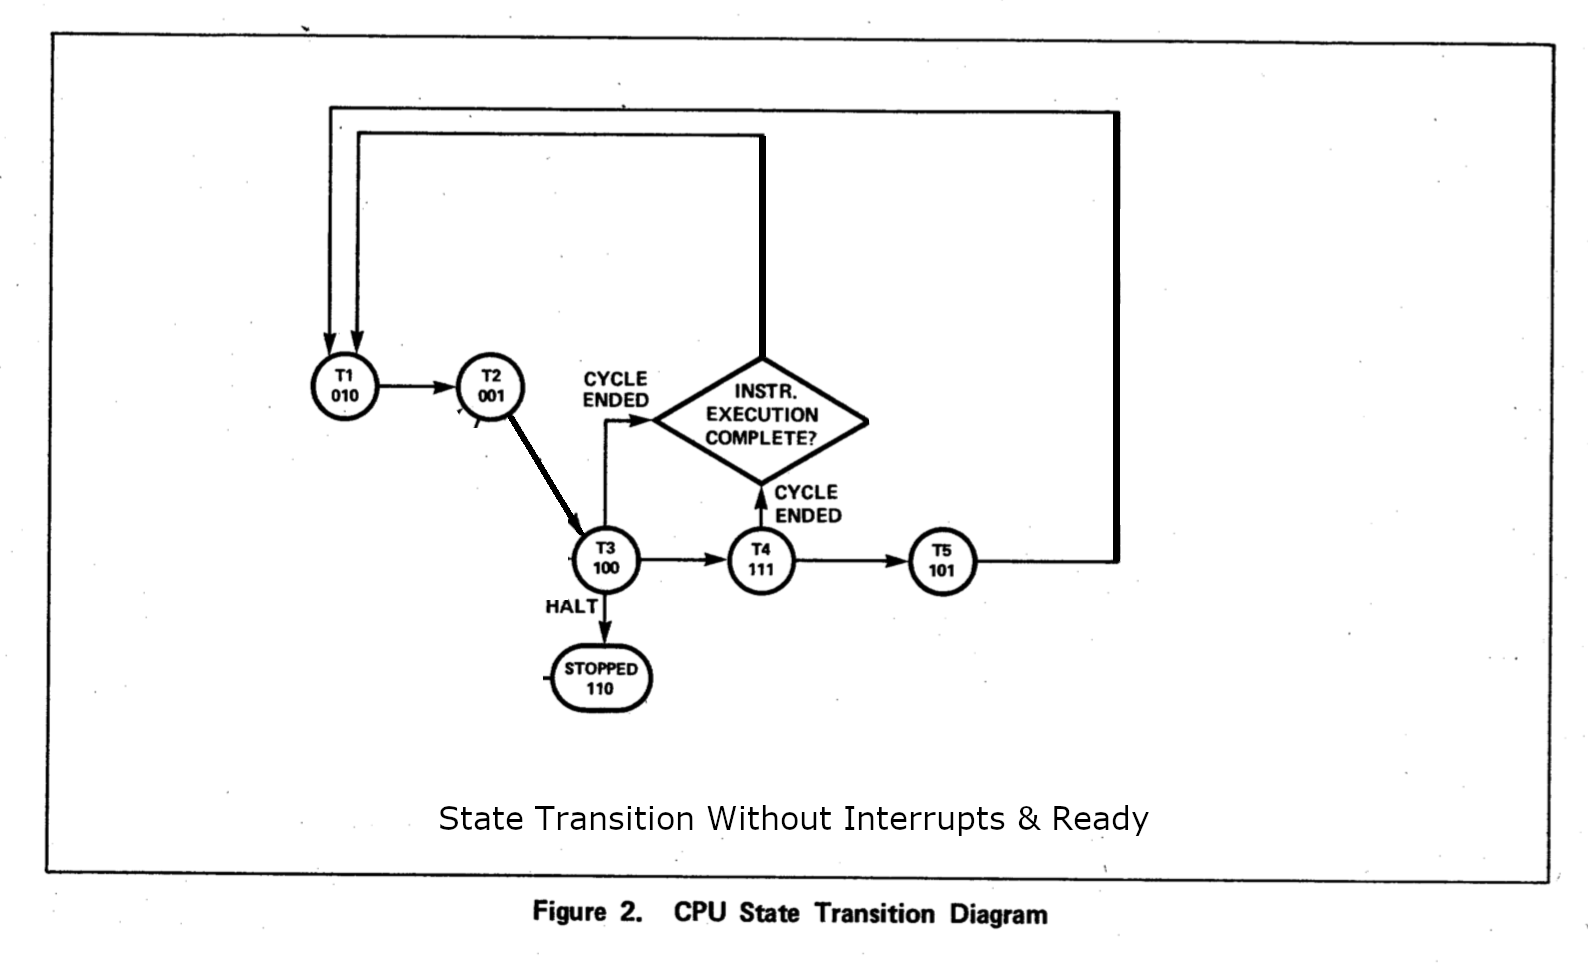 T1
010
T2
001
CYCLE
ENDED
INSTR.
EXECUTION
COMPLETE?
CYCLE
ENDED
T3
100
T4
111
T5
101
HALT
STOPPED
110
State Transition Without Interrupts & Ready
Figure 2. CPU State Transition Diagram